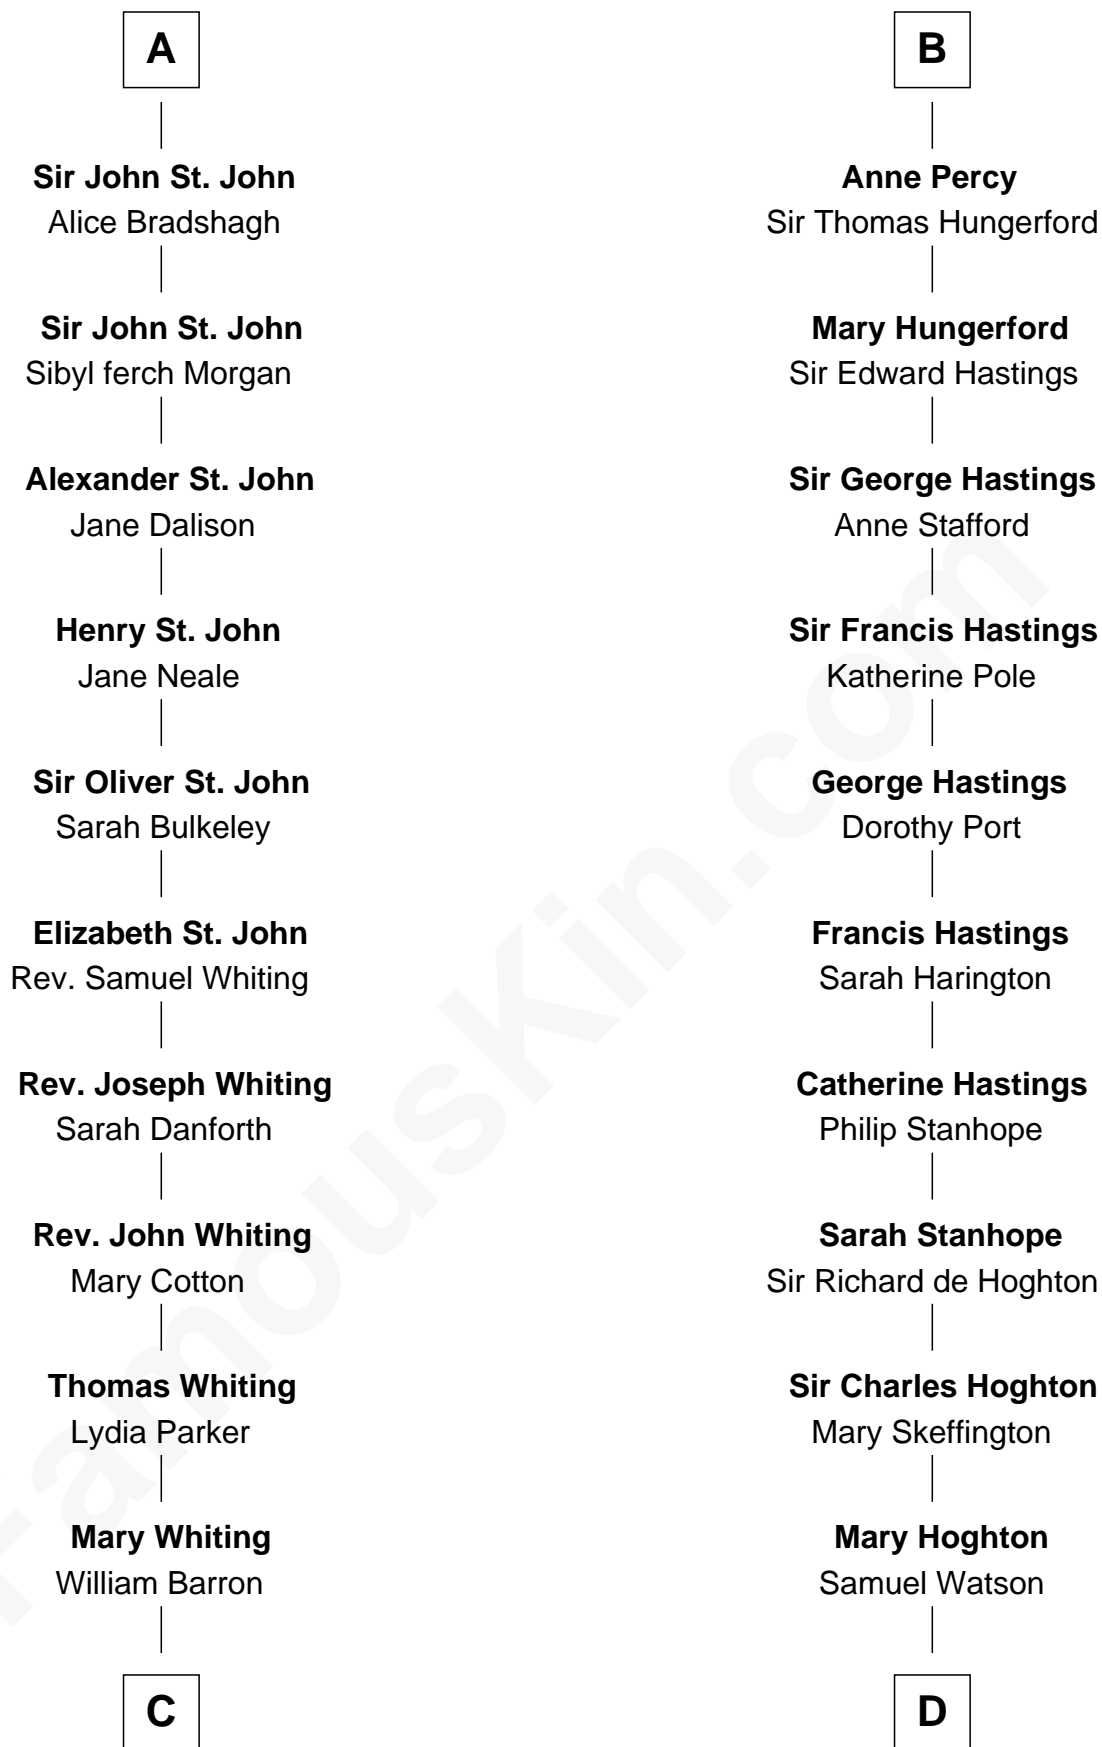 A
Sir John St. John
Alice Bradshagh
Sir John St. John
Sibyl ferch Morgan
Alexander St. John
Jane Dalison
Henry St. John
Jane Neale
Sir Oliver St. John
Sarah Bulkeley
Elizabeth St. John
Rev. Samuel Whiting
Rev. Joseph Whiting
Sarah Danforth
Rev. John Whiting
Mary Cotton
Thomas Whiting
Lydia Parker
Mary Whiting
William Barron
C
B
Anne Percy
Sir Thomas Hungerford
Mary Hungerford
Sir Edward Hastings
Sir George Hastings
Anne Stafford
Sir Francis Hastings
Katherine Pole
George Hastings
Dorothy Port
Francis Hastings
Sarah Harington
Catherine Hastings
Philip Stanhope
Sarah Stanhope
Sir Richard de Hoghton
Sir Charles Hoghton
Mary Skeffington
Mary Hoghton
Samuel Watson
D
FamousKin.com